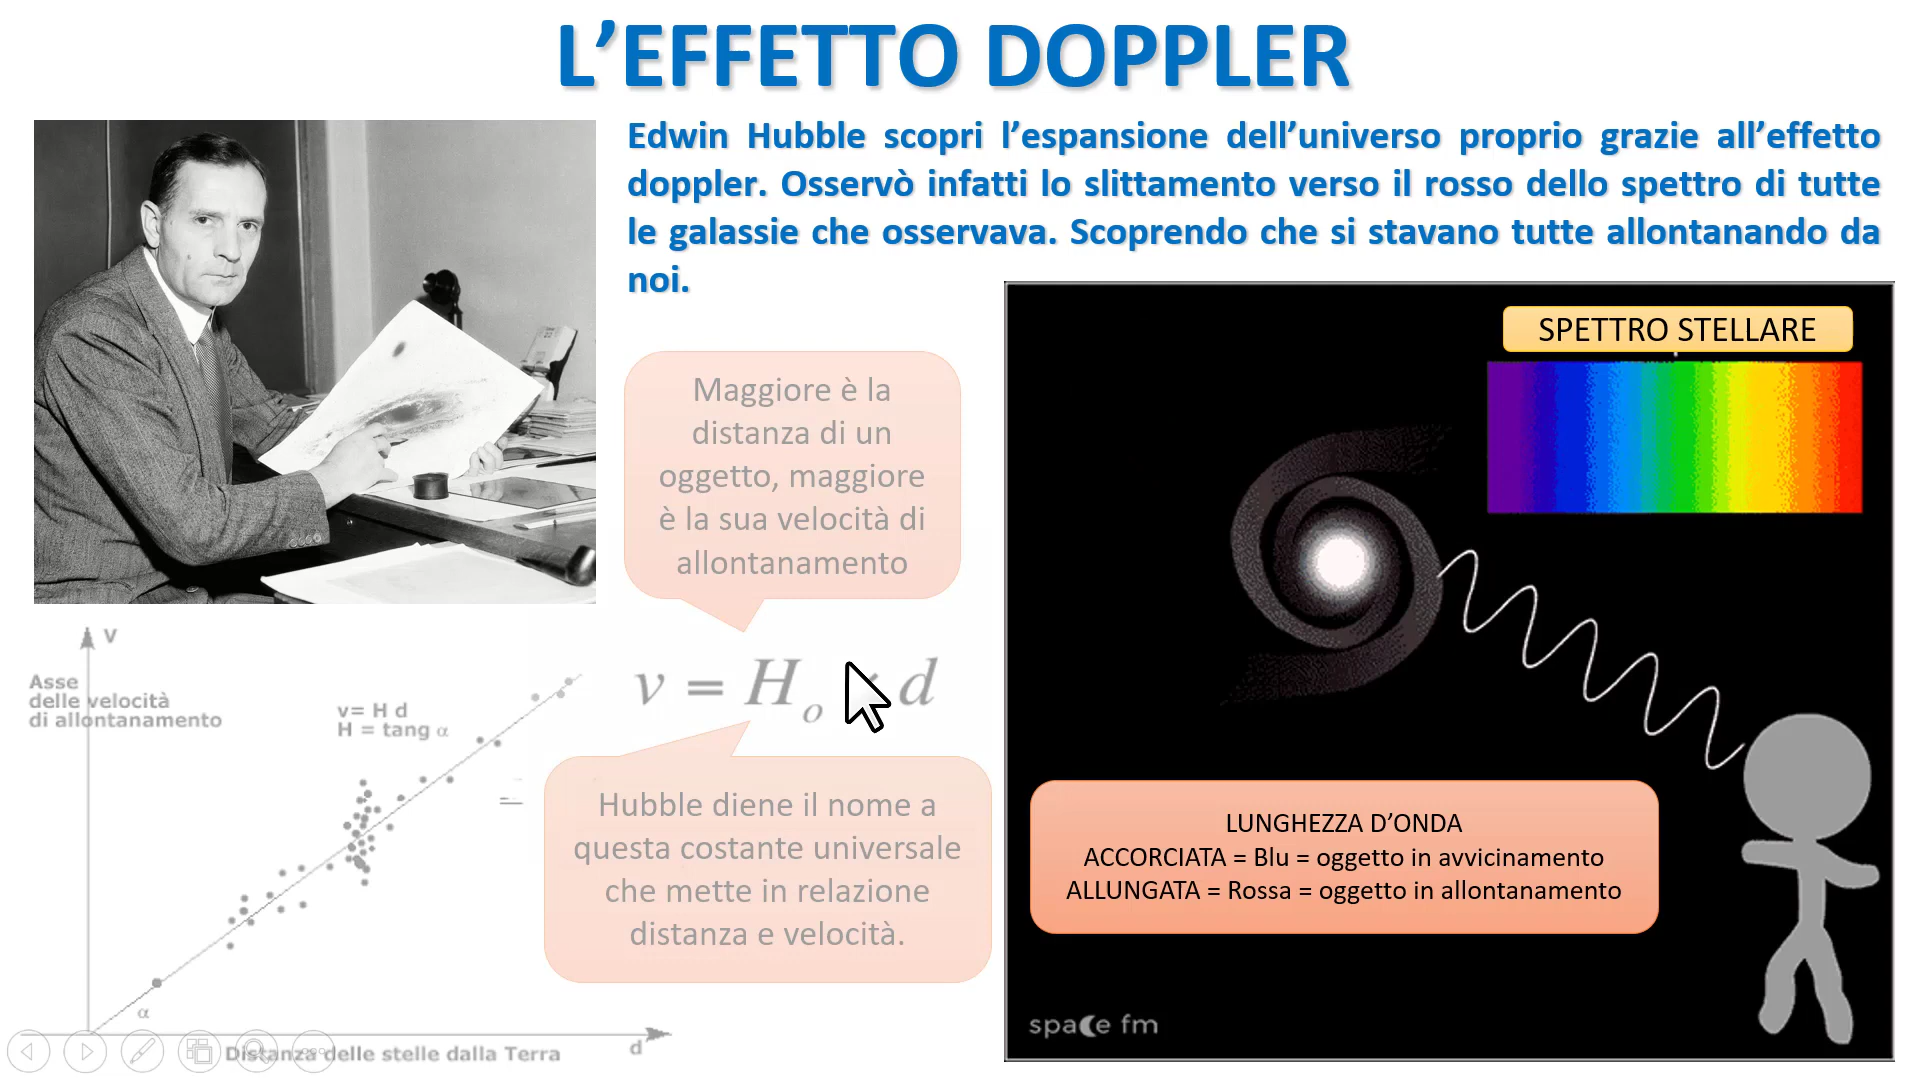 L’EFFETTO DOPPLER
Edwin Hubble scopri l’espansione dell’universo proprio grazie all’effetto
doppler. Osservò infatti lo slittamento verso il rosso dello spettro di tutte
le galassie che osservava. Scoprendo che si stavano tutte allontanando da
noi.
Maggiore è la
distanza di un
oggetto, maggiore
è la sua velocità di
allontanamento
v = Ho d
Hubble diene il nome a
questa costante universale
che mette in relazione
distanza e velocità.
V
Asse
delle velocità
di allontanamento
v= H d
H = tang α
α
Distanza delle stelle dalla Terra
d
SPETTRO STELLARE
LUNGHEZZA D’ONDA
ACCORCIATA = Blu = oggetto in avvicinamento
ALLUNGATA = Rossa = oggetto in allontanamento
space fm